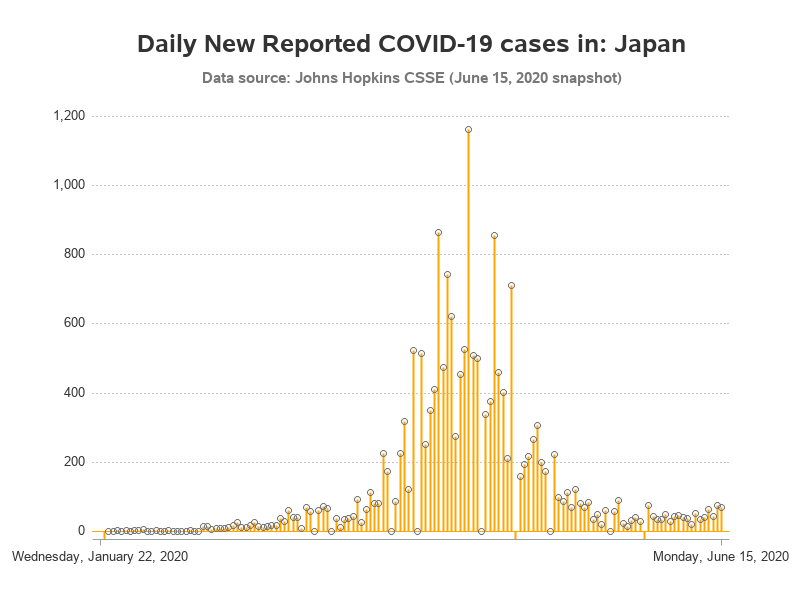 Daily New Reported COVID-19 cases in: Japan
Data source: Johns Hopkins CSSE (June 15, 2020 snapshot)
1,200
1,000
800
600
400
200
0
Wednesday, January 22, 2020 Monday, June 15, 2020